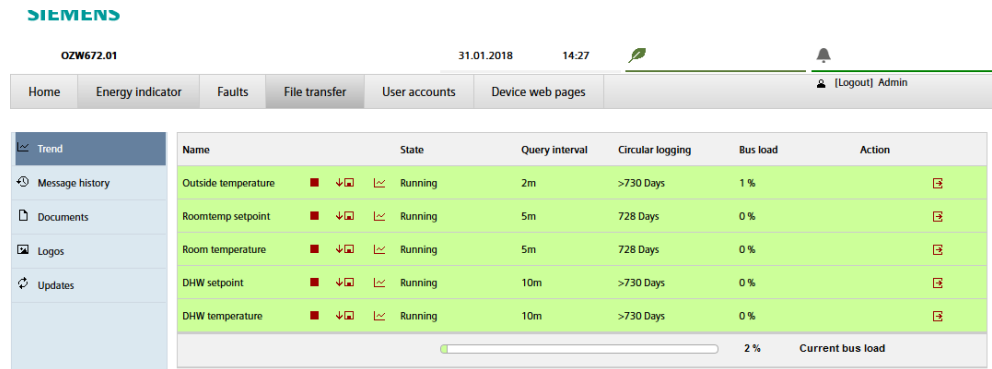 SIEMENS
OZW672.01 31.01.2018 14:27
Home Energy indicator Faults File transfer User accounts Device web pages [Logout] Admin
Trend
Message history
Documents
Logos
Updates
Name State Query interval Circular logging Bus load Action
Outside temperature Running 2m >730 Days 1 %
Roomtemp setpoint Running 5m 728 Days 0 %
Room temperature Running 5m 728 Days 0 %
DHW setpoint Running 10m >730 Days 0 %
DHW temperature Running 10m >730 Days 0 %
2 % Current bus load